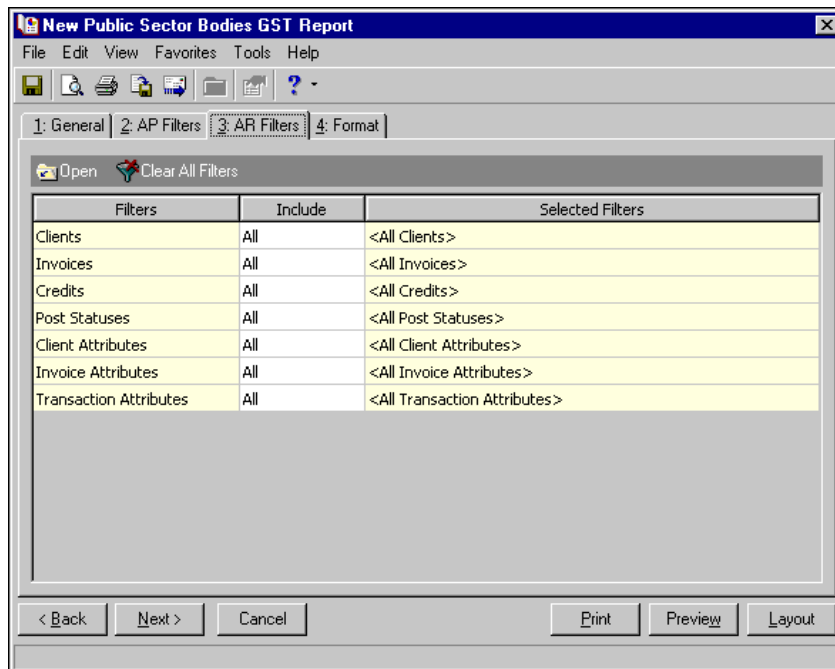 New Public Sector Bodies GST Report
File Edit View Favorites Tools Help
1: General 2: AP Filters 3: AR Filters 4: Format
Open Clear All Filters
Filters Include Selected Filters
Clients All <All Clients>
Invoices All <All Invoices>
Credits All <All Credits>
Post Statuses All <All Post Statuses>
Client Attributes All <All Client Attributes>
Invoice Attributes All <All Invoice Attributes>
Transaction Attributes All <All Transaction Attributes>
< Back Next > Cancel Print Preview Layout